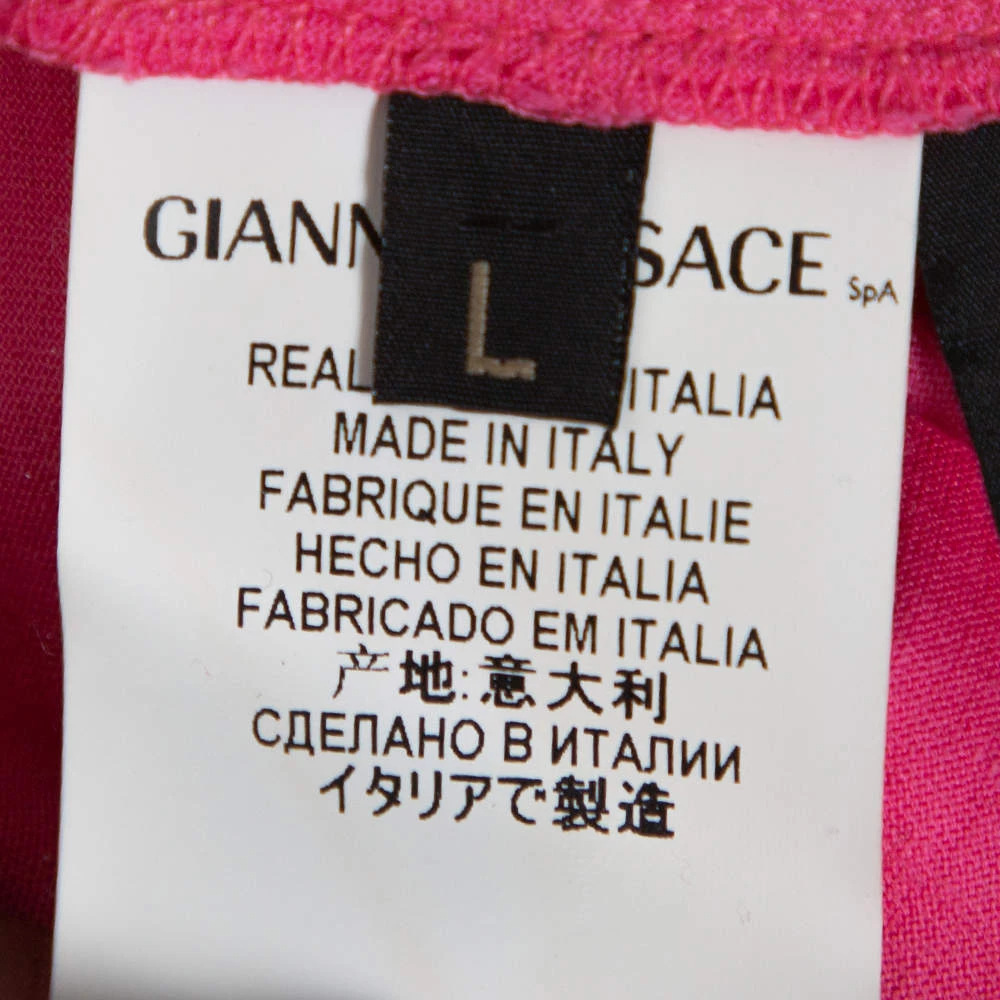 GIANN SACE SpA
L
REAL ITALIA
MADE IN ITALY
FABRIQUE EN ITALIE
HECHO EN ITALIA
FABRICADO EM ITALIA
产地:意大利
СДЕЛАНО В ИТАЛИИ
イタリアで製造